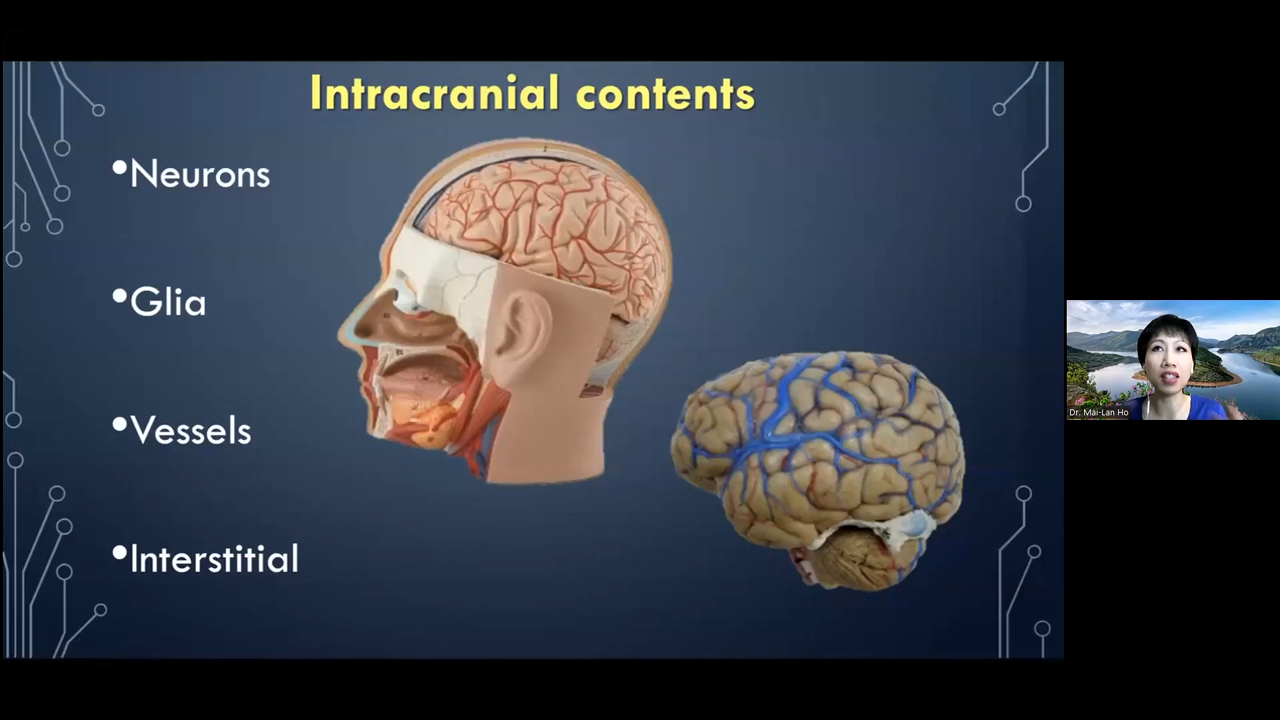 Intracranial contents
•Neurons
•Glia
•Vessels
•Interstitial
Dr. Mai-Lan Ho